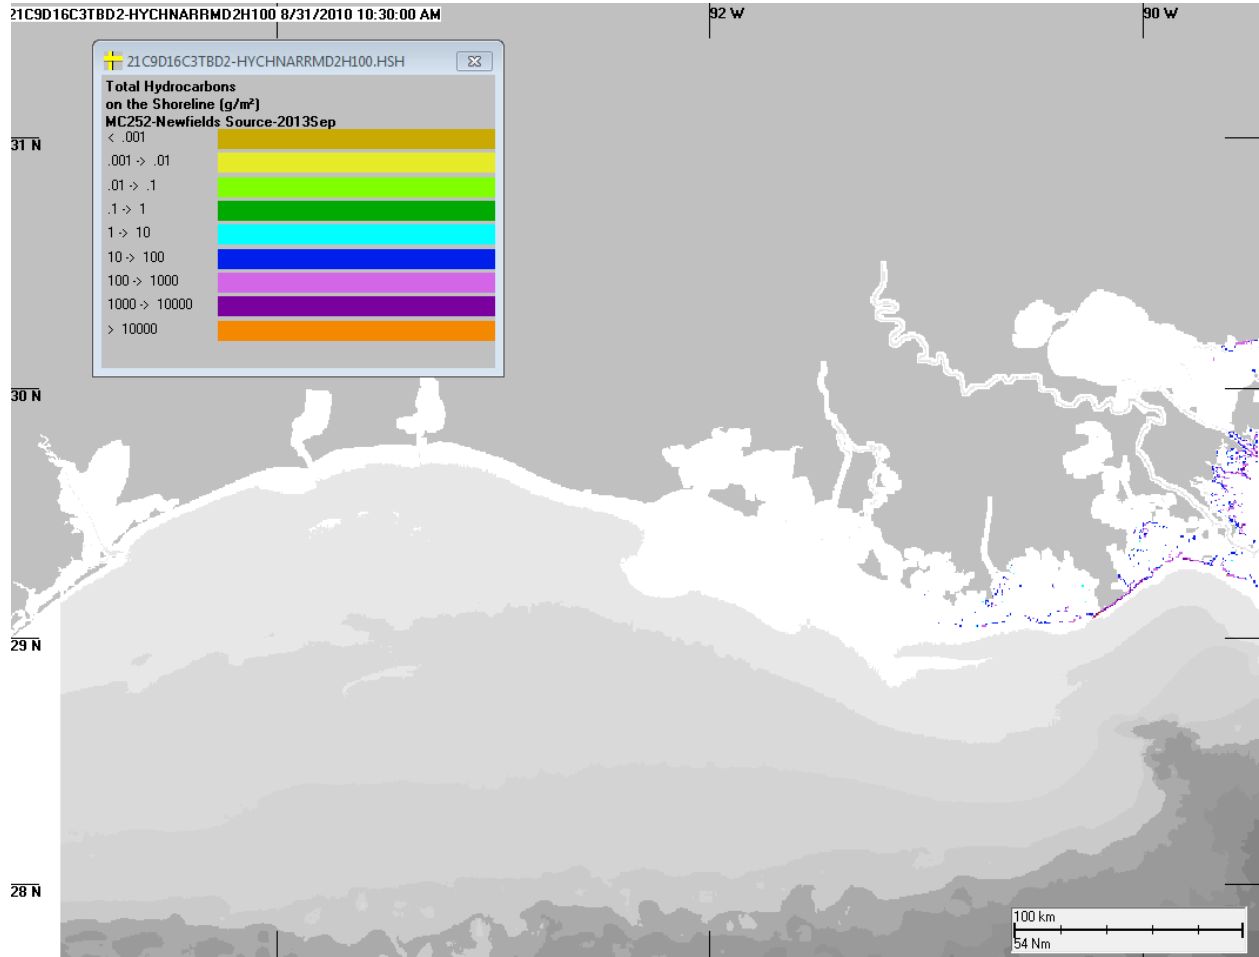 21C9D16C3TBD2-HYCHNARRMD2H100 8/31/2010 10:30:00 AM
92 W
90 W
21C9D16C3TBD2-HYCHNARRMD2H100.HSH
Total Hydrocarbons
on the Shoreline (g/m²)
MC252-Newfields Source-2013Sep
< .001
.001 -> .01
.01 -> .1
.1 -> 1
1 -> 10
10 -> 100
100 -> 1000
1000 -> 10000
> 10000
31 N
30 N
29 N
28 N
100 km
54 Nm